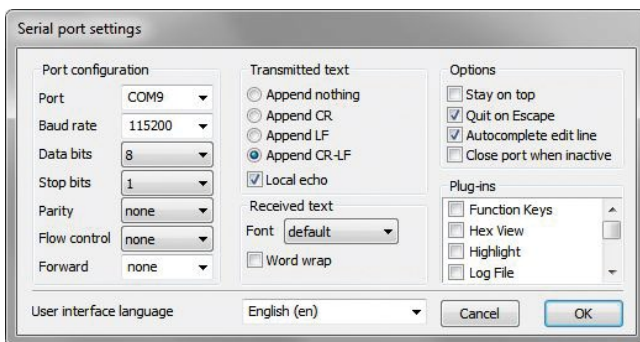 Serial port settings
Port configuration
Port COM9
Baud rate 115200
Data bits 8
Stop bits 1
Parity none
Flow control none
Forward none
Transmitted text
Append nothing
Append CR
Append LF
Append CR-LF
Local echo
Received text
Font default
Word wrap
Options
Stay on top
Quit on Escape
Autocomplete edit line
Close port when inactive
Plug-ins
Function Keys
Hex View
Highlight
Log File
User interface language English (en)
Cancel OK